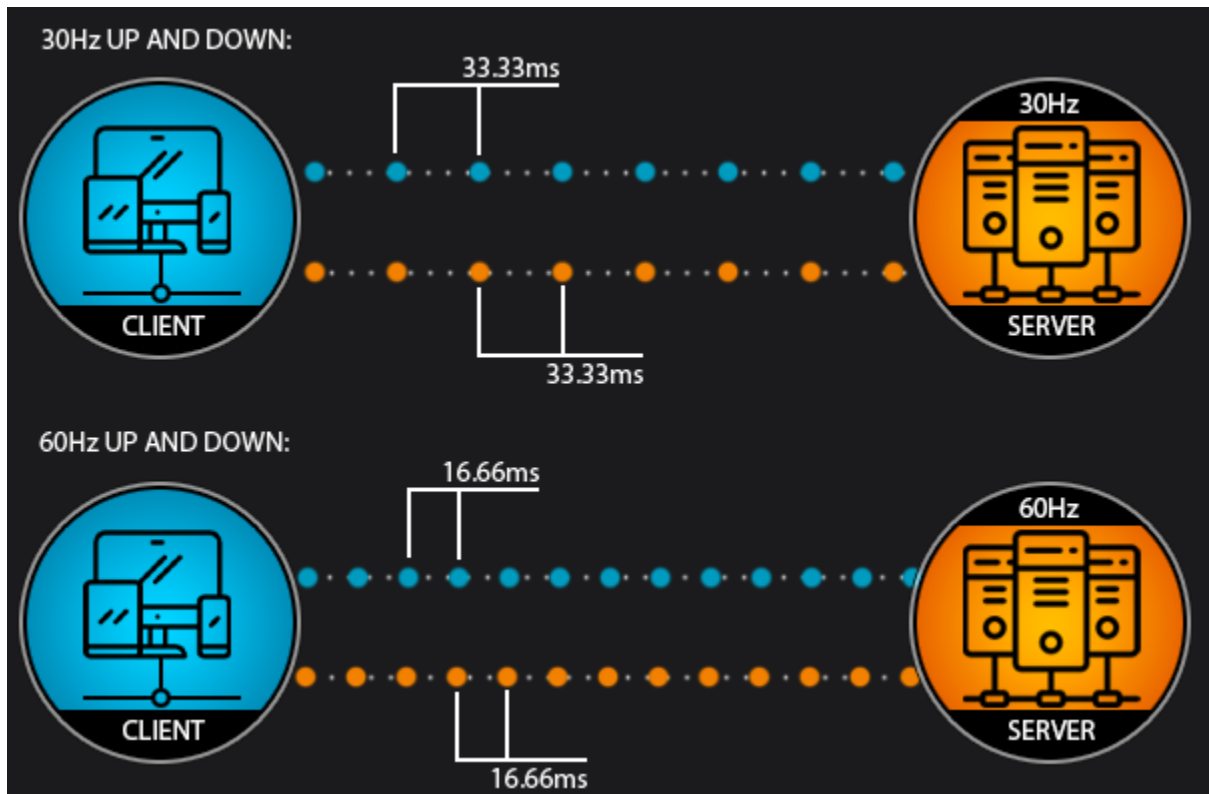 30Hz UP AND DOWN:
33.33ms
30Hz
CLIENT
SERVER
33.33ms
60Hz UP AND DOWN:
16.66ms
60Hz
CLIENT
SERVER
16.66ms